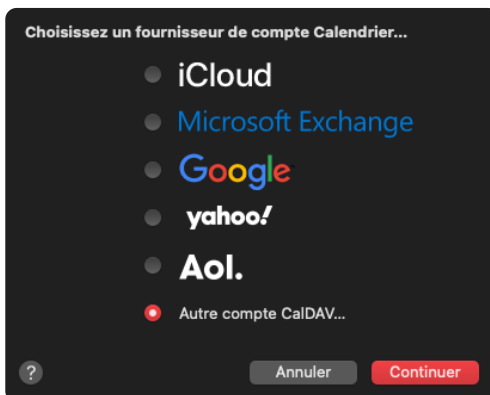 Choisissez un fournisseur de compte Calendrier...
iCloud
Microsoft Exchange
Google
yahoo!
Aol.
Autre compte CalDAV...
?
Annuler
Continuer